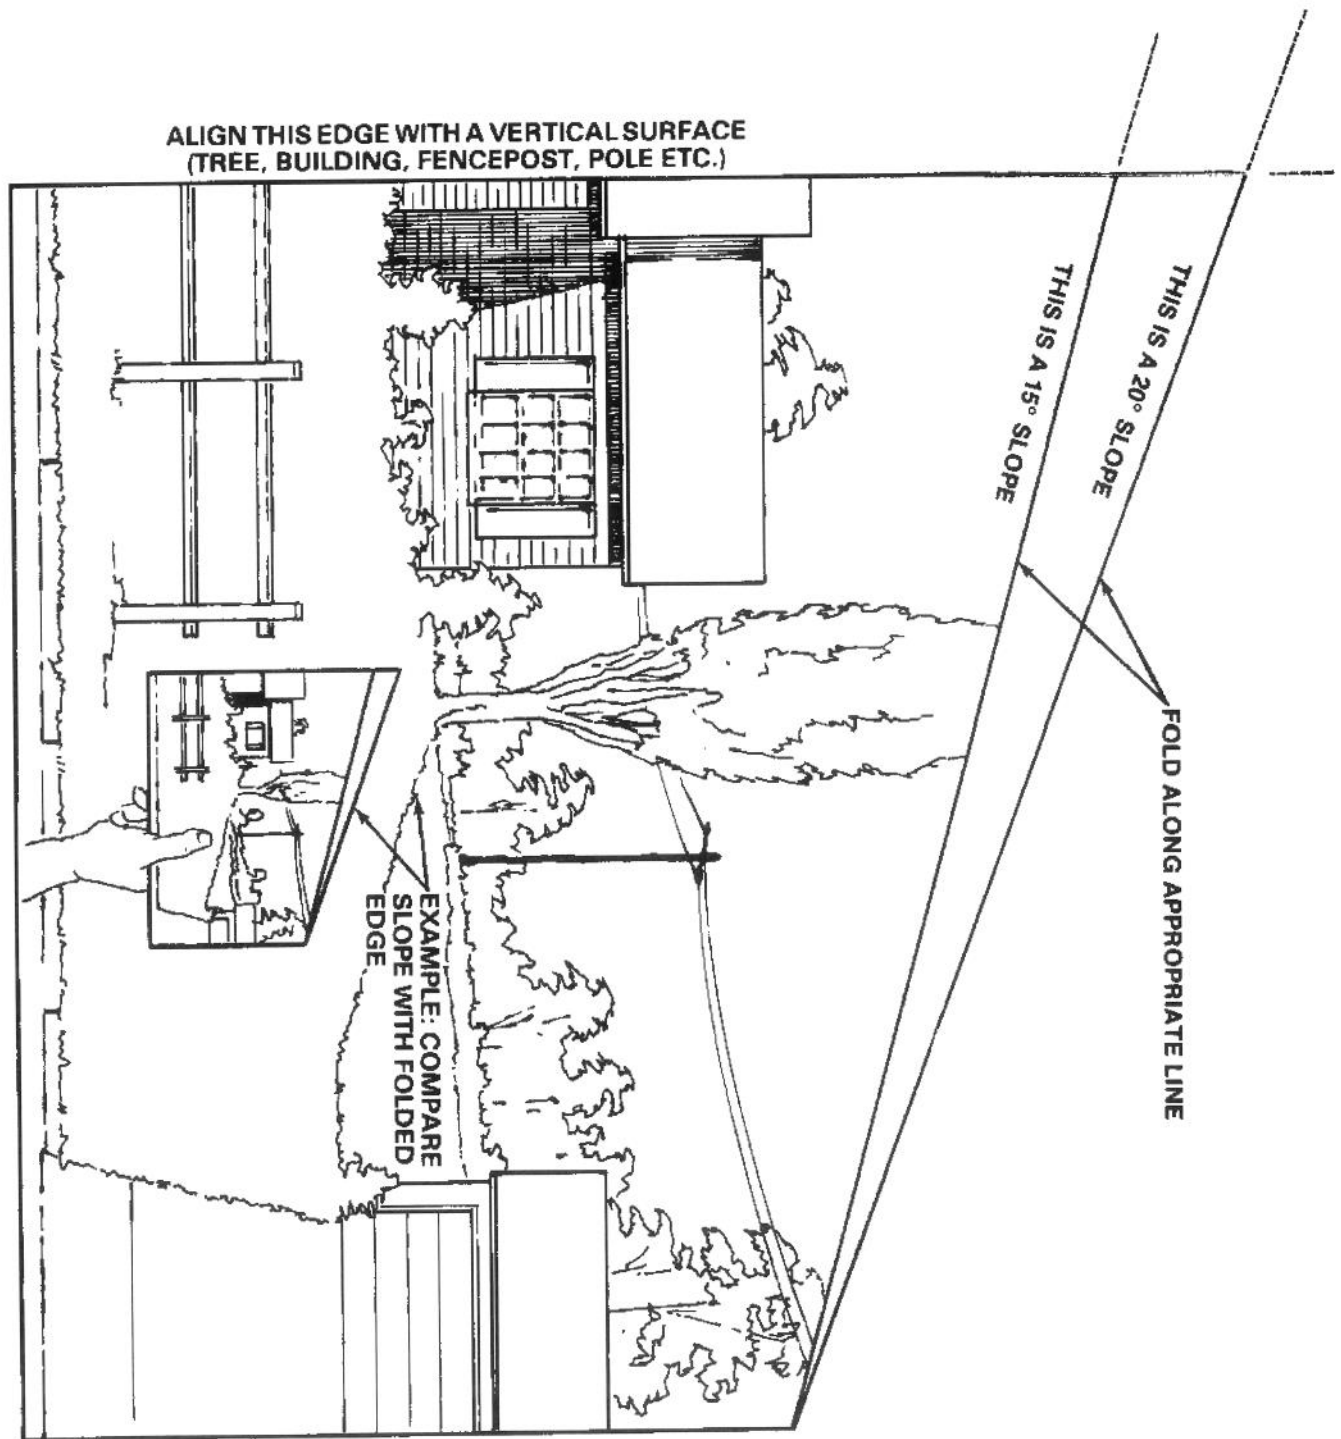 ALIGN THIS EDGE WITH A VERTICAL SURFACE
(TREE, BUILDING, FENCEPOST, POLE ETC.)
THIS IS A 15° SLOPE
THIS IS A 20° SLOPE
FOLD ALONG APPROPRIATE LINE
EXAMPLE: COMPARE
SLOPE WITH FOLDED
EDGE